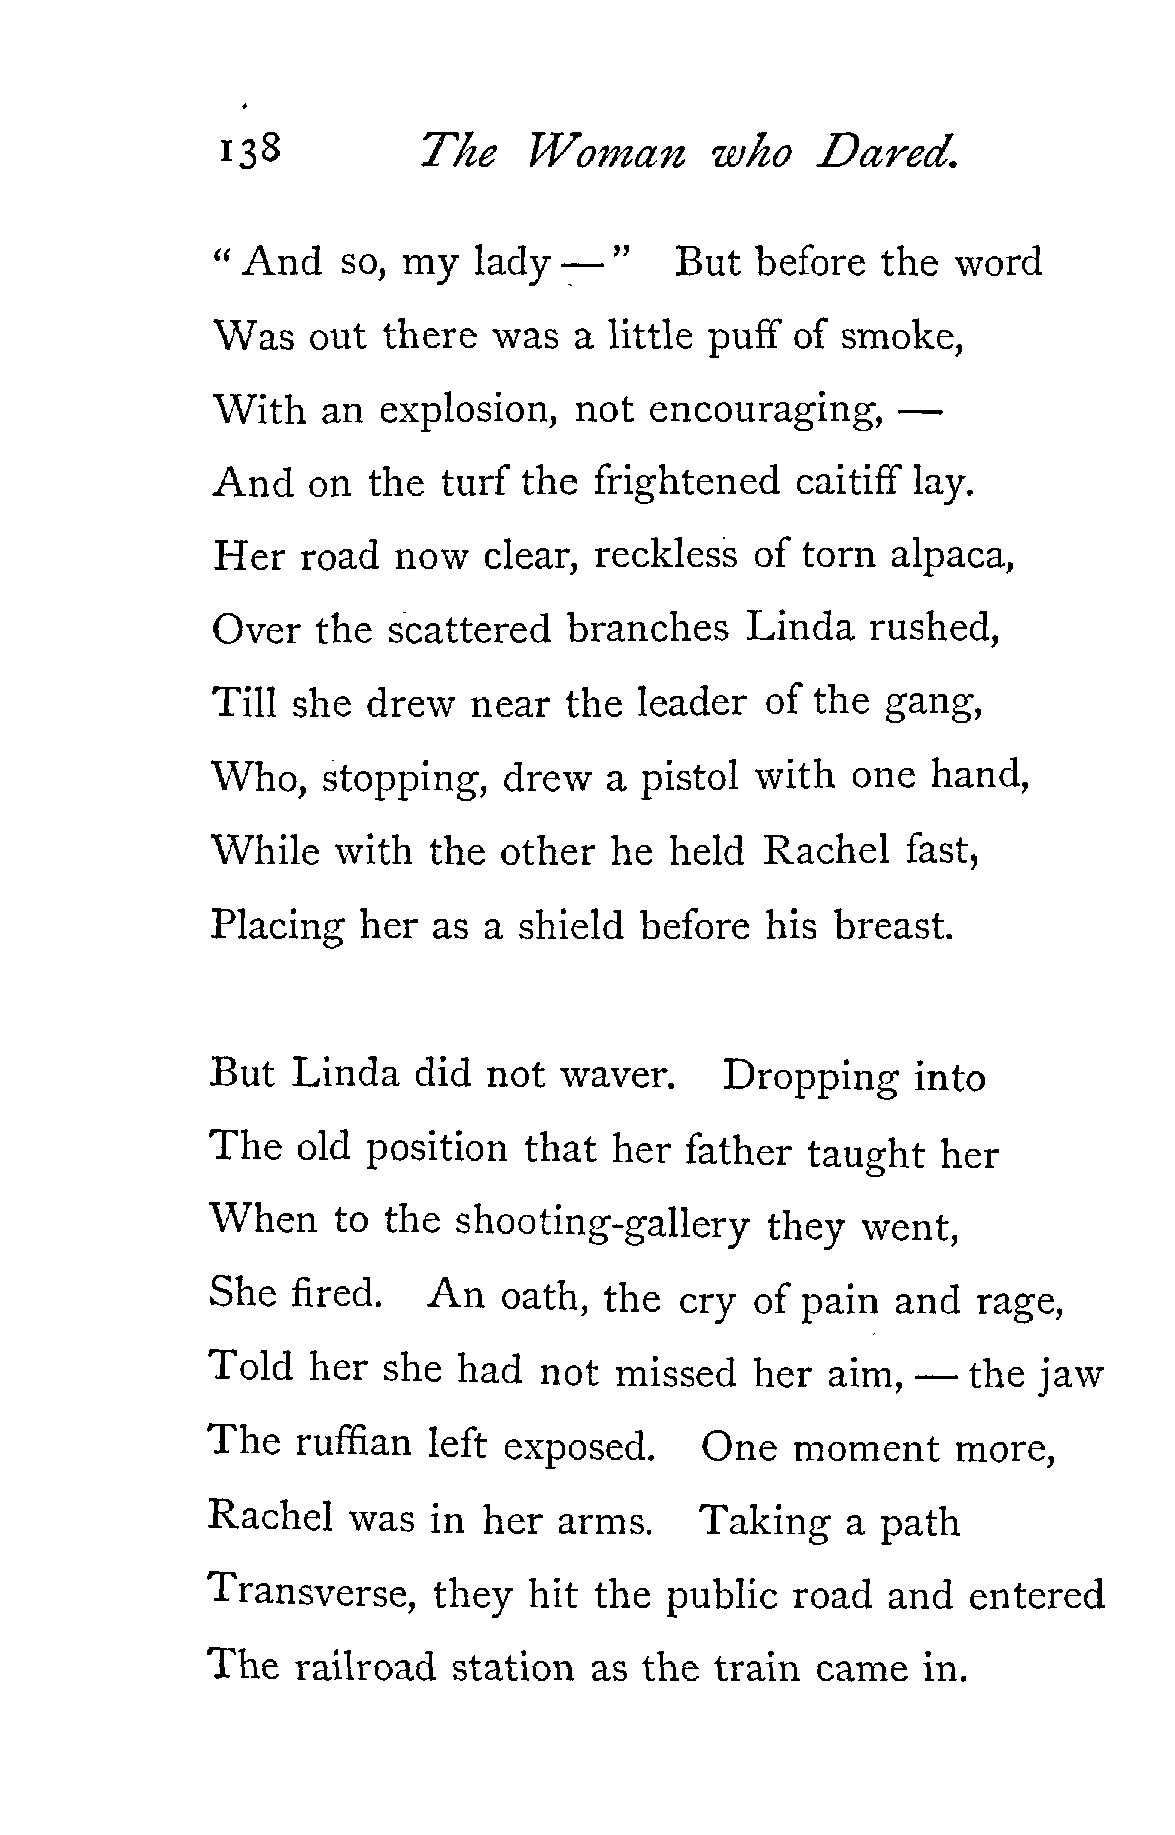 138 The Woman who Dared.
“And so, my lady—” But before the word
Was out there was a little puff of smoke,
With an explosion, not encouraging,—
And on the turf the frightened caitiff lay.
Her road now clear, reckless of torn alpaca,
Over the scattered branches Linda rushed,
Till she drew near the leader of the gang,
Who, stopping, drew a pistol with one hand,
While with the other he held Rachel fast,
Placing her as a shield before his breast.
But Linda did not waver. Dropping into
The old position that her father taught her
When to the shooting-gallery they went,
She fired. An oath, the cry of pain and rage,
Told her she had not missed her aim,—the jaw
The ruffian left exposed. One moment more,
Rachel was in her arms. Taking a path
Transverse, they hit the public road and entered
The railroad station as the train came in.